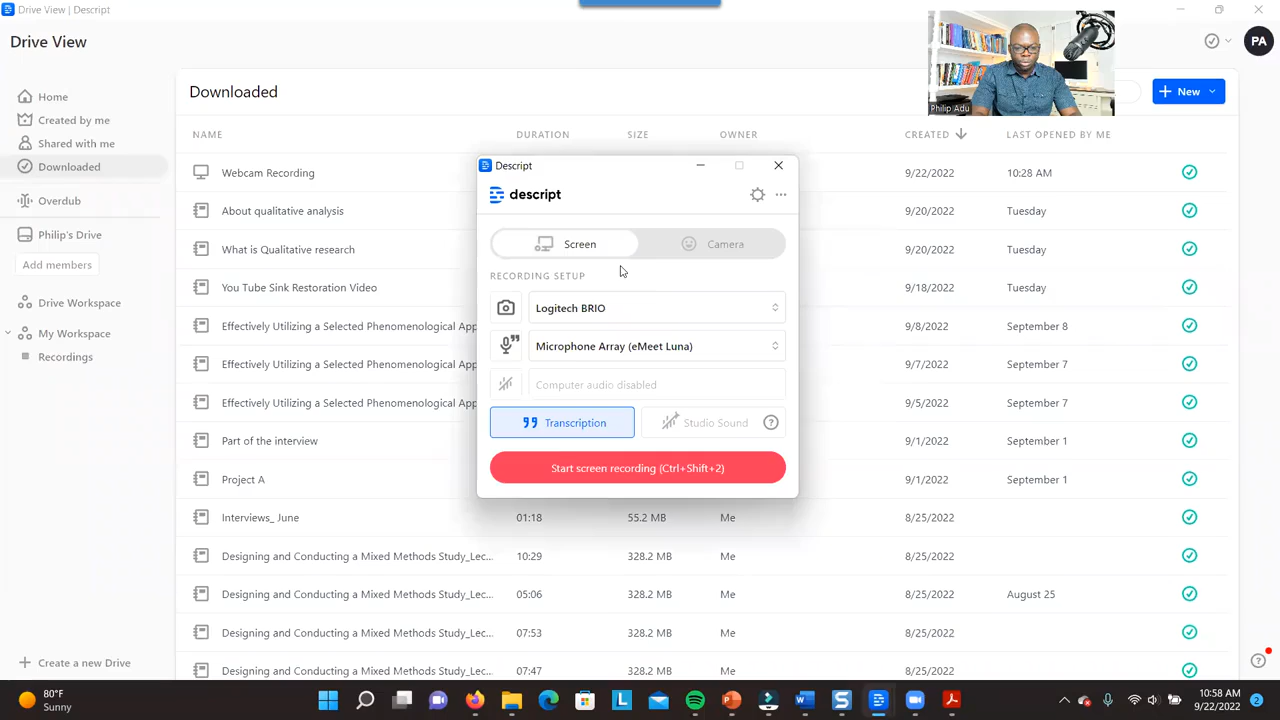 Drive View | Descript
Drive View
PA
Philip Adu
Home
Created by me
Shared with me
Downloaded
Overdub
Philip's Drive
Add members
Drive Workspace
My Workspace
Recordings
Create a new Drive
Downloaded
New
NAME DURATION SIZE OWNER CREATED LAST OPENED BY ME
Webcam Recording 9/22/2022 10:28 AM
About qualitative analysis 9/20/2022 Tuesday
What is Qualitative research 9/20/2022 Tuesday
You Tube Sink Restoration Video 9/18/2022 Tuesday
Effectively Utilizing a Selected Phenomenological App 9/8/2022 September 8
Effectively Utilizing a Selected Phenomenological App 9/7/2022 September 7
Effectively Utilizing a Selected Phenomenological App 9/5/2022 September 7
Part of the interview 9/1/2022 September 1
Project A 9/1/2022 September 1
Interviews_ June 01:18 55.2 MB Me 8/25/2022
Designing and Conducting a Mixed Methods Study_Lec... 10:29 328.2 MB Me 8/25/2022
Designing and Conducting a Mixed Methods Study_Lec... 05:06 328.2 MB Me 8/25/2022 August 25
Designing and Conducting a Mixed Methods Study_Lec... 07:53 328.2 MB Me 8/25/2022
Designing and Conducting a Mixed Methods Study_Lec... 07:47 328.2 MB Me 8/25/2022
Descript
descript
Screen Camera
RECORDING SETUP
Logitech BRIO
Microphone Array (eMeet Luna)
Computer audio disabled
Transcription Studio Sound ?
Start screen recording (Ctrl+Shift+2)
80°F
Sunny
10:58 AM
9/22/2022
2